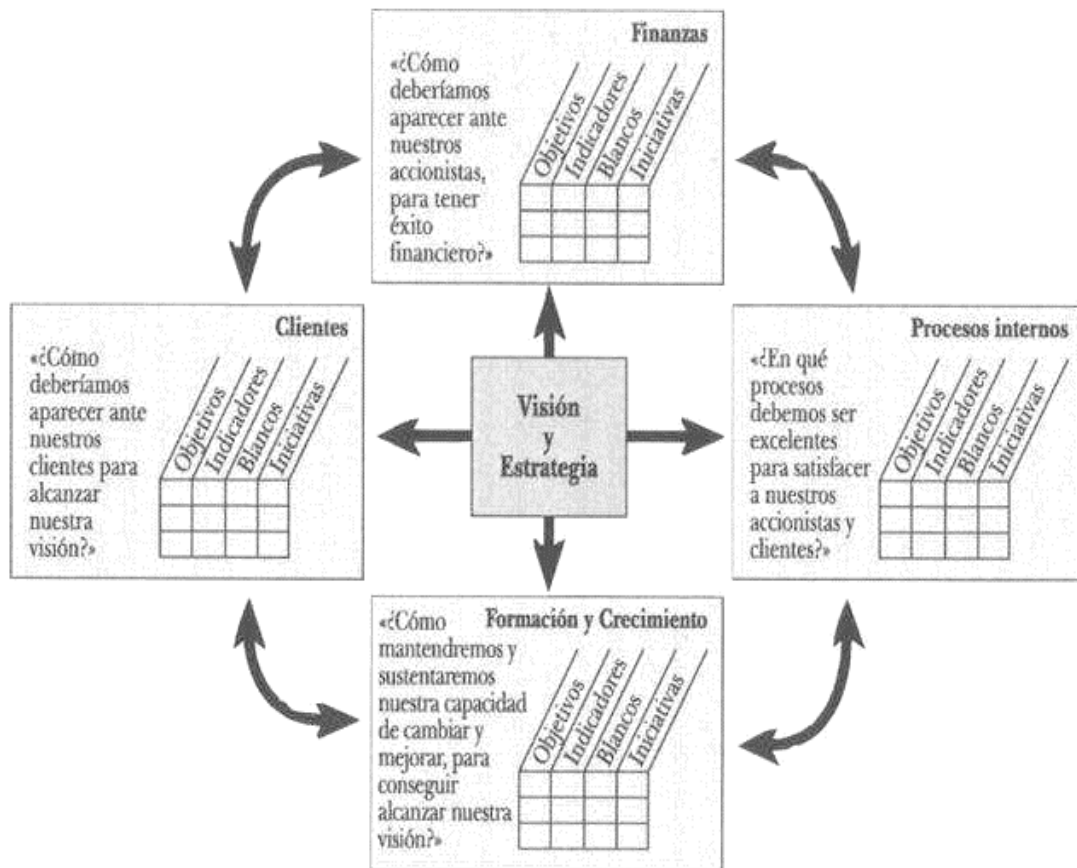 Finanzas
«¿Cómo
deberíamos
aparecer ante
nuestros
accionistas,
para tener
éxito
financiero?»
Objetivos
Indicadores
Blancos
Iniciativas
Clientes
«¿Cómo
deberíamos
aparecer ante
nuestros
clientes para
alcanzar
nuestra
visión?»
Objetivos
Indicadores
Blancos
Iniciativas
Visión
y
Estrategia
Procesos internos
«¿En qué
procesos
debemos ser
excelentes
para satisfacer
a nuestros
accionistas y
clientes?»
Objetivos
Indicadores
Blancos
Iniciativas
Formación y Crecimiento
«¿Cómo
mantendremos y
sustentaremos
nuestra capacidad
de cambiar y
mejorar, para
conseguir
alcanzar nuestra
visión?»
Objetivos
Indicadores
Blancos
Iniciativas